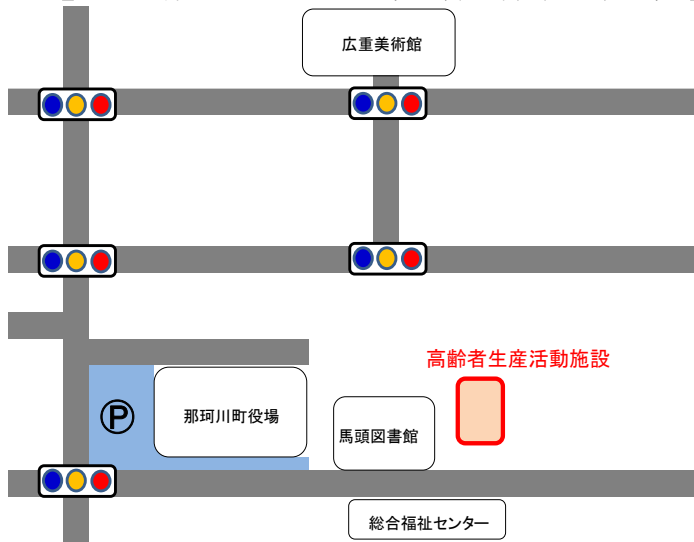 広重美術館
高齢者生産活動施設
Ⓟ
那珂川町役場
馬頭図書館
総合福祉センター